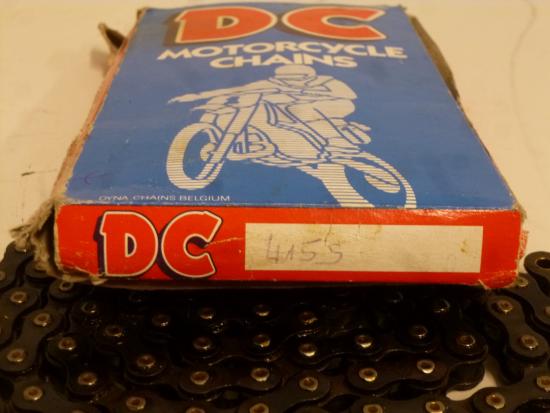 DC
MOTORCYCLE
CHAINS
DYNA CHAINS BELGIUM
DC
415S